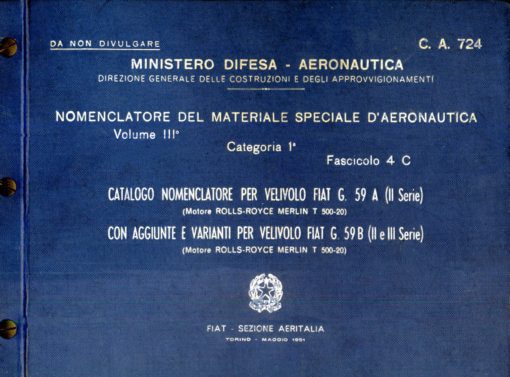 DA NON DIVULGARE
C. A. 724
MINISTERO DIFESA - AERONAUTICA
DIREZIONE GENERALE DELLE COSTRUZIONI E DEGLI APPROVVIGIONAMENTI
NOMENCLATORE DEL MATERIALE SPECIALE D'AERONAUTICA
Volume III°
Categoria 1ª
Fascicolo 4 C
CATALOGO NOMENCLATORE PER VELIVOLO FIAT G. 59 A (II Serie)
(Motore ROLLS-ROYCE MERLIN T 500-20)
CON AGGIUNTE E VARIANTI PER VELIVOLO FIAT G. 59 B (II e III Serie)
(Motore ROLLS-ROYCE MERLIN T 500-20)
FIAT - SEZIONE AERITALIA
TORINO - MAGGIO 1951